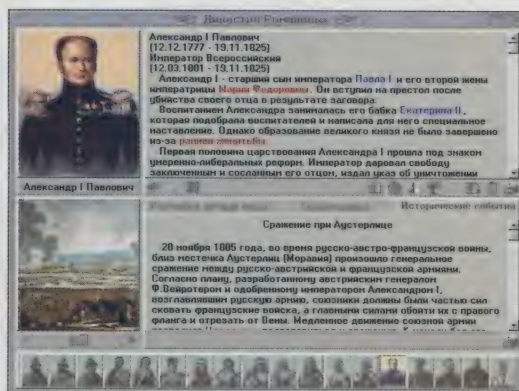 Династия Романовых
Александр I Павлович
(12.12.1777 - 19.11.1825)
Император Всероссийский
(12.03.1801 - 19.11.1825)
Александр I - старший сын императора Павла I и его второй жены
императрицы Марии Федоровны. Он вступил на престол после
убийства своего отца в результате заговора.
Воспитанием Александра занималась его бабка Екатерина II,
которая подобрала воспитателей и написала для него специальное
наставление. Однако образование великого князя не было завершено
из-за ранней женитьбы.
Первая половина царствования Александра I прошла под знаком
умеренно-либеральных реформ. Император даровал свободу
заключенным и сосланным его отцом, издал указ об уничтожении
Александр I Павлович
Исторические события
Сражение при Аустерлице
20 ноября 1805 года, во время русско-австро-французской войны,
близ местечка Аустерлиц (Моравия) произошло генеральное
сражение между русско-австрийской и французской армиями.
Согласно плану, разработанному австрийским генералом
Ф.Вейротером и одобренному императором Александром I,
возглавлявшим русскую армию, союзники должны были частью сил
сковать французские войска, а главными силами обойти их с правого
фланга и отрезать от Вены. Медленное движение союзной армии